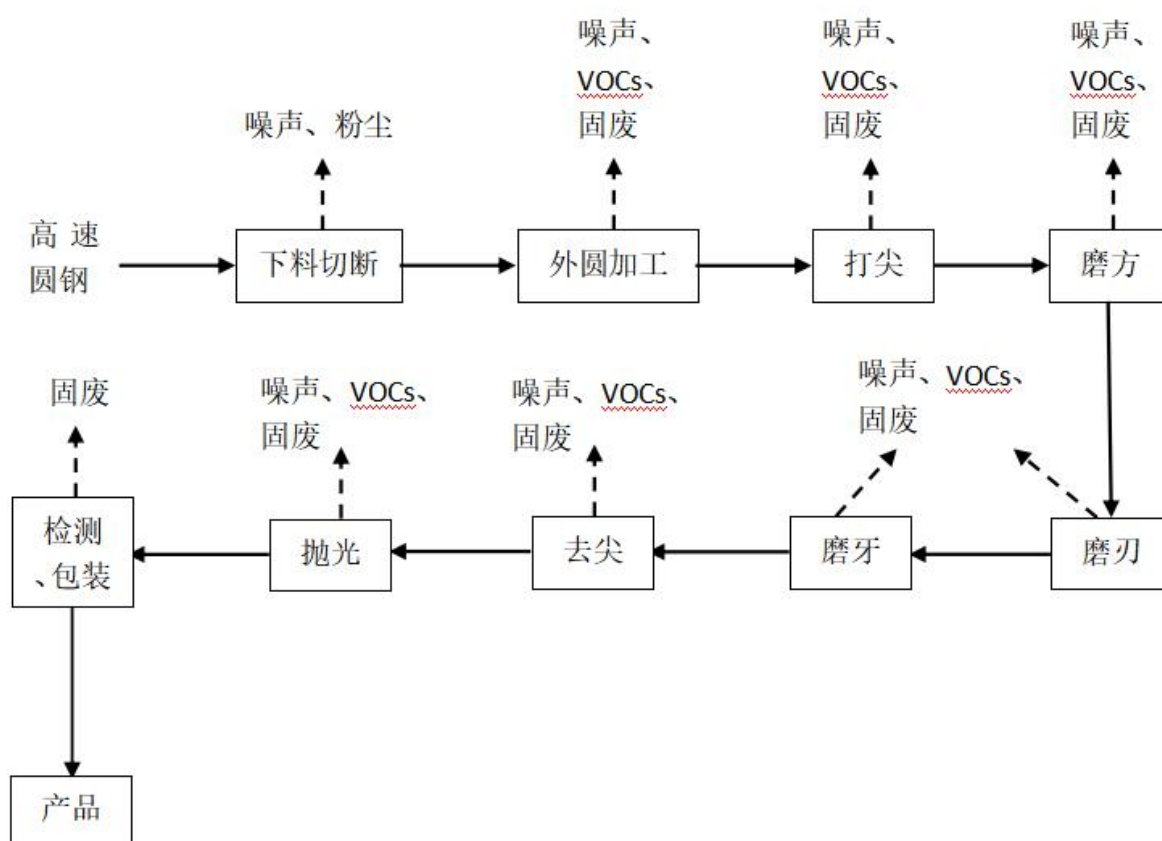 噪声、
VOCs、
固废
噪声、
VOCs、
固废
噪声、
VOCs、
固废
噪声、粉尘
高 速
圆钢
下料切断
外圆加工
打尖
磨方
固废
噪声、VOCs、
固废
噪声、VOCs、
固废
噪声、VOCs、
固废
检测
、包装
抛光
去尖
磨牙
磨刃
产品